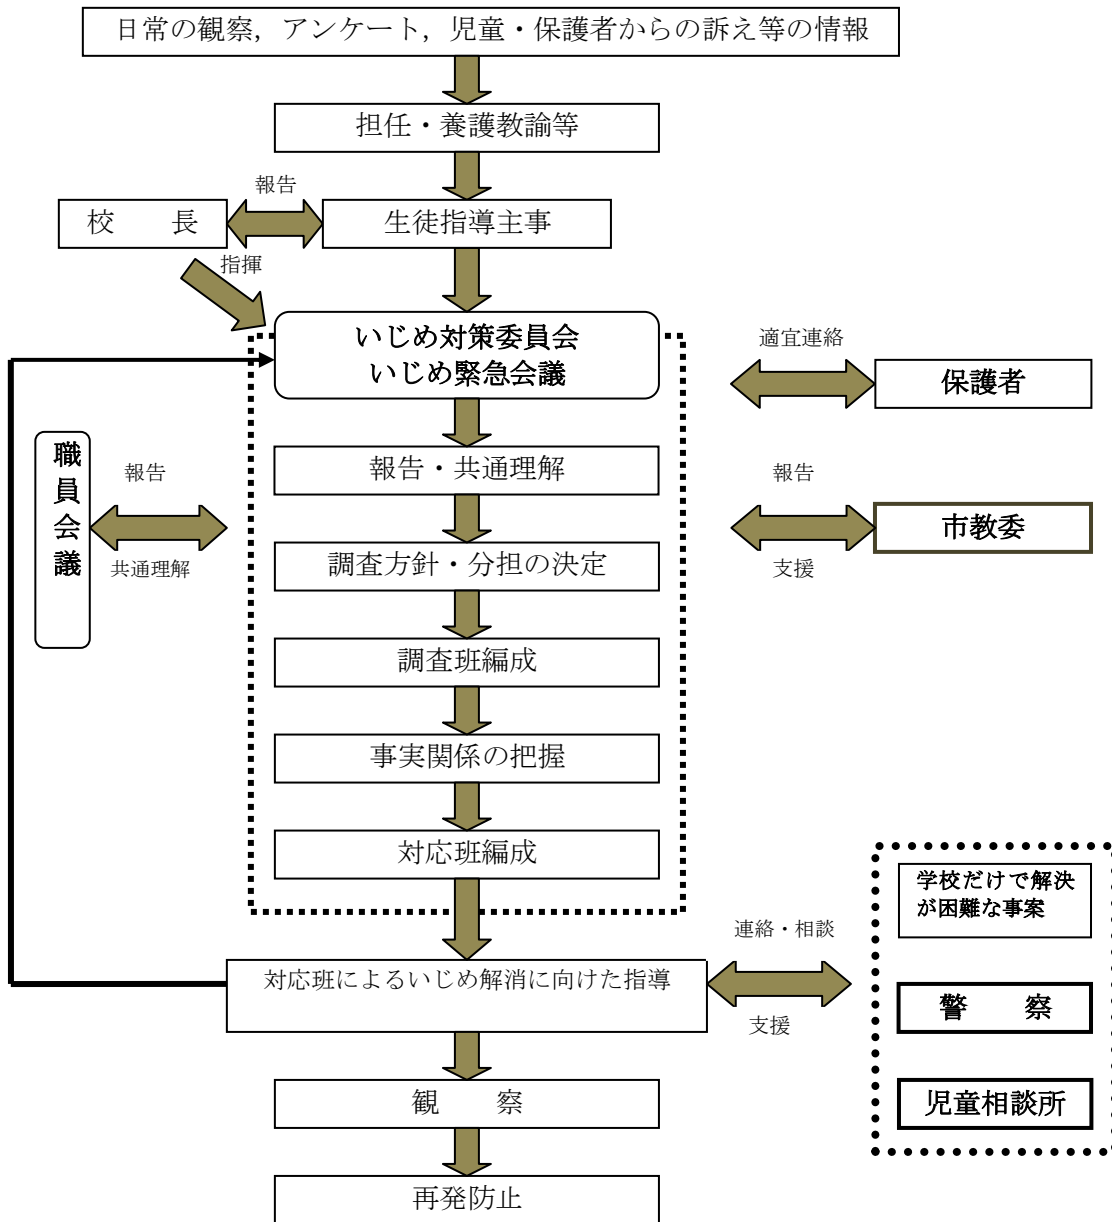 日常の観察，アンケート，児童・保護者からの訴え等の情報
担任・養護教諭等
報告
校　　長
生徒指導主事
指揮
いじめ対策委員会
いじめ緊急会議
適宜連絡
保護者
職員会議
報告
共通理解
報告・共通理解
報告
市教委
支援
調査方針・分担の決定
調査班編成
事実関係の把握
対応班編成
学校だけで解決
が困難な事案
連絡・相談
対応班によるいじめ解消に向けた指導
支援
警　　察
児童相談所
観　　察
再発防止